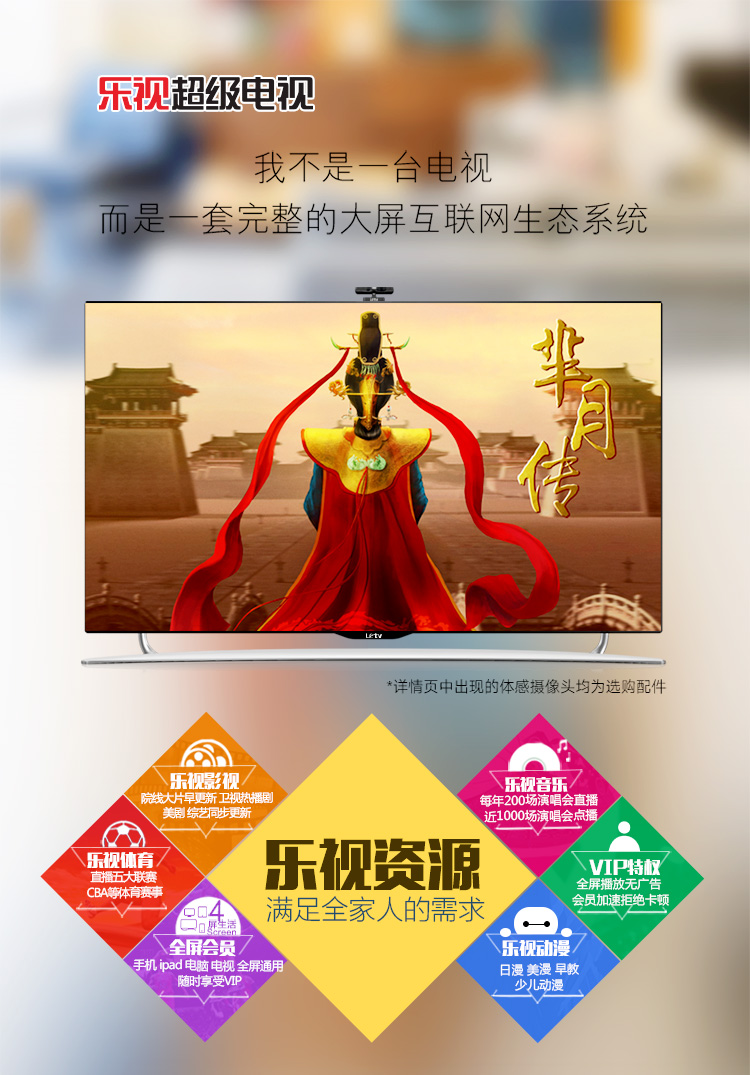 乐视超级电视
我不是一台电视
而是一套完整的大屏互联网生态系统
芈月传
Letv
*详情页中出现的体感摄像头均为选购配件
乐视影视
院线大片早更新 卫视热播剧
美剧 综艺同步更新
乐视音乐
每年200场演唱会直播
近1000场演唱会点播
乐视体育
直播五大联赛
CBA等体育赛事
乐视资源
满足全家人的需求
VIP特权
全屏播放无广告
会员加速拒绝卡顿
4
屏生活
Screen
全屏会员
手机 ipad 电脑 电视 全屏通用
随时享受VIP
乐视动漫
日漫 美漫 早教
少儿动漫